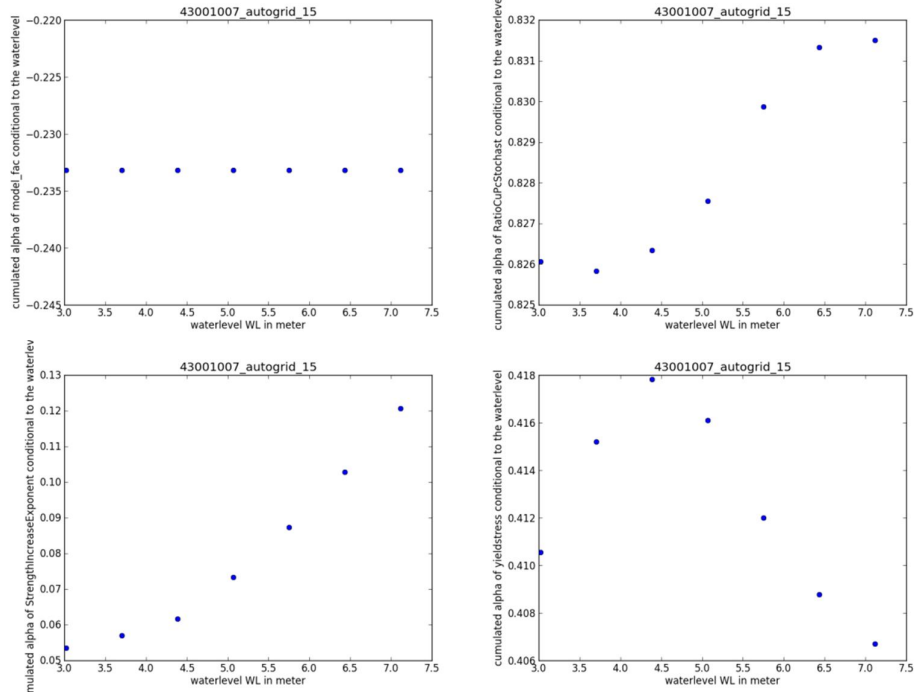 43001007_autogrid_15
cumulated alpha of model_fac conditional to the waterlevel
−0.220
−0.225
−0.230
−0.235
−0.240
−0.245
3.0 3.5 4.0 4.5 5.0 5.5 6.0 6.5 7.0 7.5
waterlevel WL in meter
43001007_autogrid_15
cumulated alpha of RatioCuPcStochast conditional to the waterlevel
0.832
0.831
0.830
0.829
0.828
0.827
0.826
0.825
3.0 3.5 4.0 4.5 5.0 5.5 6.0 6.5 7.0 7.5
waterlevel WL in meter
43001007_autogrid_15
mulated alpha of StrengthIncreaseExponent conditional to the waterlev
0.13
0.12
0.11
0.10
0.09
0.08
0.07
0.06
0.05
3.0 3.5 4.0 4.5 5.0 5.5 6.0 6.5 7.0 7.5
waterlevel WL in meter
43001007_autogrid_15
cumulated alpha of yieldstress conditional to the waterlevel
0.418
0.416
0.414
0.412
0.410
0.408
0.406
3.0 3.5 4.0 4.5 5.0 5.5 6.0 6.5 7.0 7.5
waterlevel WL in meter